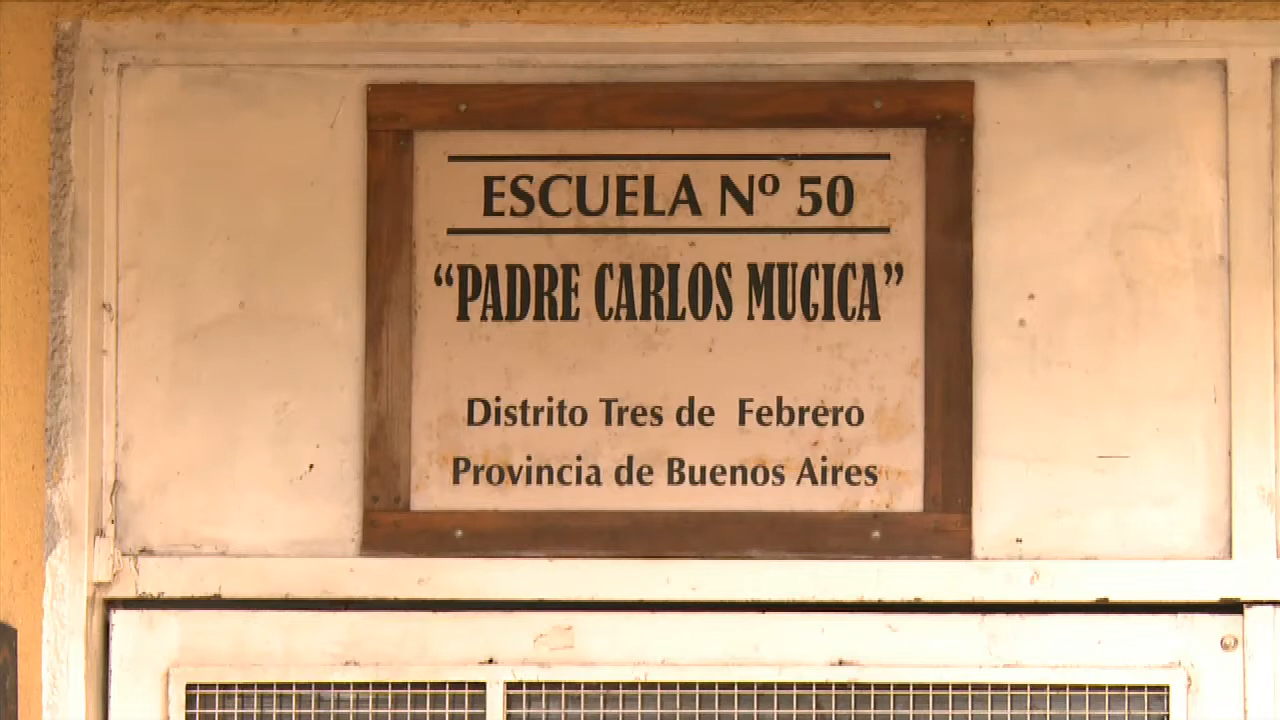 ESCUELA Nº 50
“PADRE CARLOS MUGICA”
Distrito Tres de Febrero
Provincia de Buenos Aires